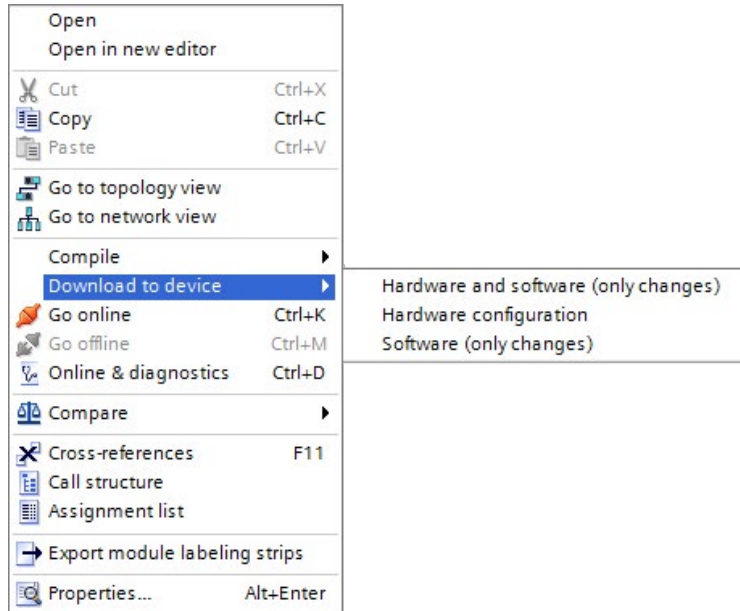 Open
Open in new editor
Cut Ctrl+X
Copy Ctrl+C
Paste Ctrl+V
Go to topology view
Go to network view
Compile
Download to device
Hardware and software (only changes)
Go online Ctrl+K
Hardware configuration
Go offline Ctrl+M
Software (only changes)
Online & diagnostics Ctrl+D
Compare
Cross-references F11
Call structure
Assignment list
Export module labeling strips
Properties... Alt+Enter